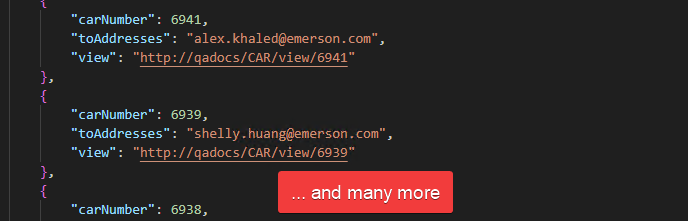 {
"carNumber": 6941,
"toAddresses": "alex.khaled@emerson.com",
"view": "http://qadocs/CAR/view/6941"
},
{
"carNumber": 6939,
"toAddresses": "shelly.huang@emerson.com",
"view": "http://qadocs/CAR/view/6939"
},
{
"carNumber": 6938,
... and many more